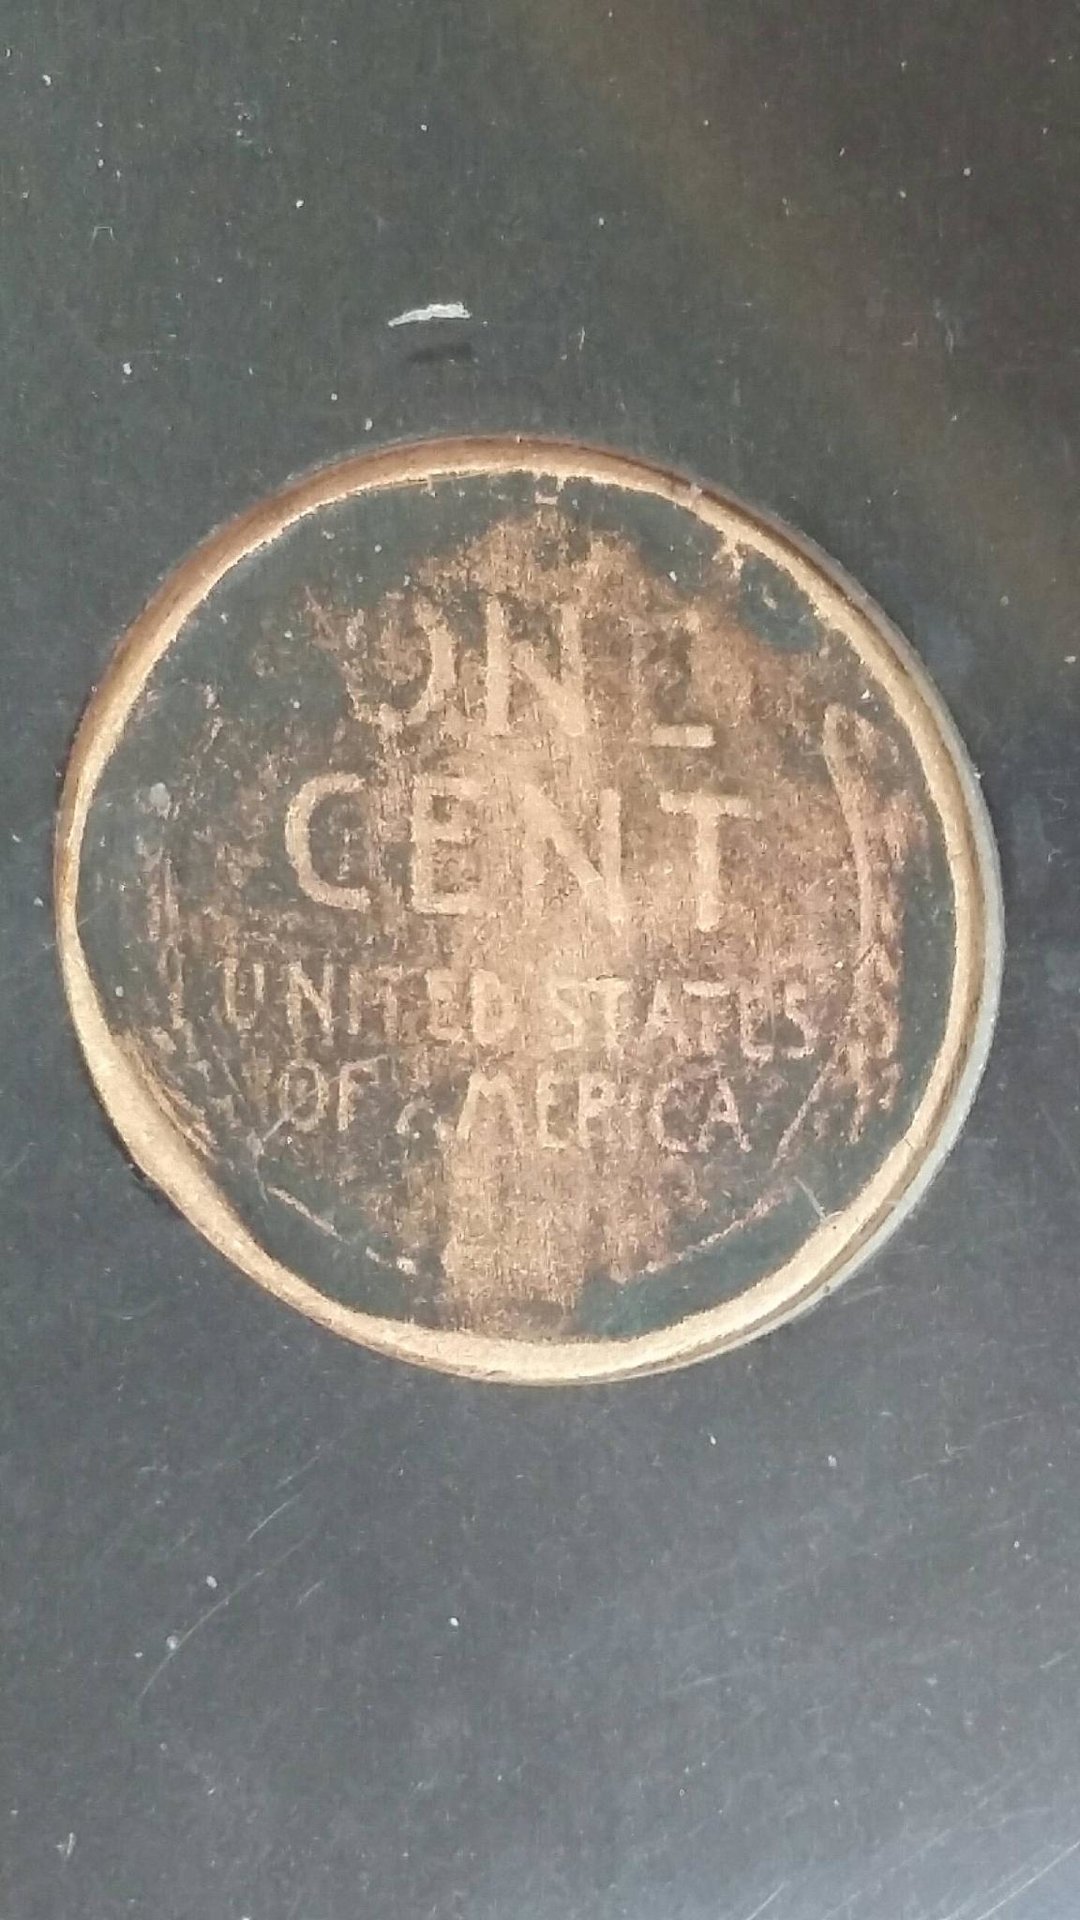 ONE
CENT
UNITED STATES
OF AMERICA